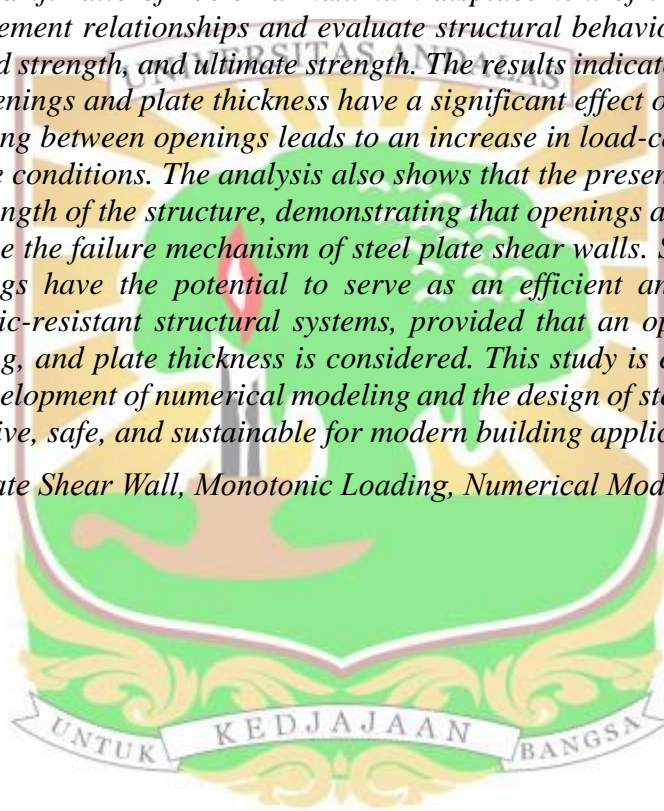 ement relationships and evaluate structural behavio
d strength, and ultimate strength. The results indicate
UNIVERSITAS ANDALAS
enings and plate thickness have a significant effect o
ng between openings leads to an increase in load-c
e conditions. The analysis also shows that the presen
ngth of the structure, demonstrating that openings a
e the failure mechanism of steel plate shear walls. S
gs have the potential to serve as an efficient an
ic-resistant structural systems, provided that an op
g, and plate thickness is considered. This study is e
elopment of numerical modeling and the design of ste
ive, safe, and sustainable for modern building applic
ate Shear Wall, Monotonic Loading, Numerical Mod
UNTUK KEDJAJAAN BANGSA